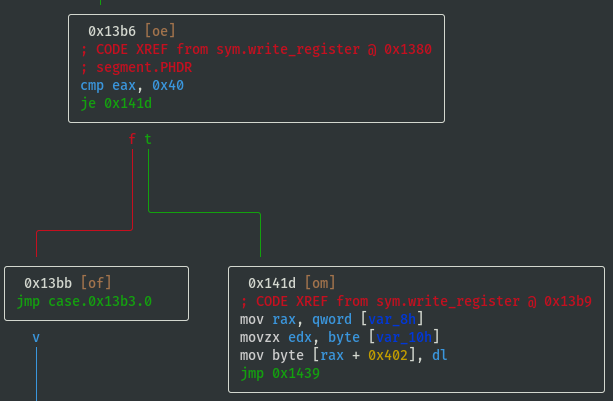 0x13b6 [oe]
; CODE XREF from sym.write_register @ 0x1380
; segment.PHDR
cmp eax, 0x40
je 0x141d
f t
0x13bb [of]
jmp case.0x13b3.0
v
0x141d [om]
; CODE XREF from sym.write_register @ 0x13b9
mov rax, qword [var_8h]
movzx edx, byte [var_10h]
mov byte [rax + 0x402], dl
jmp 0x1439